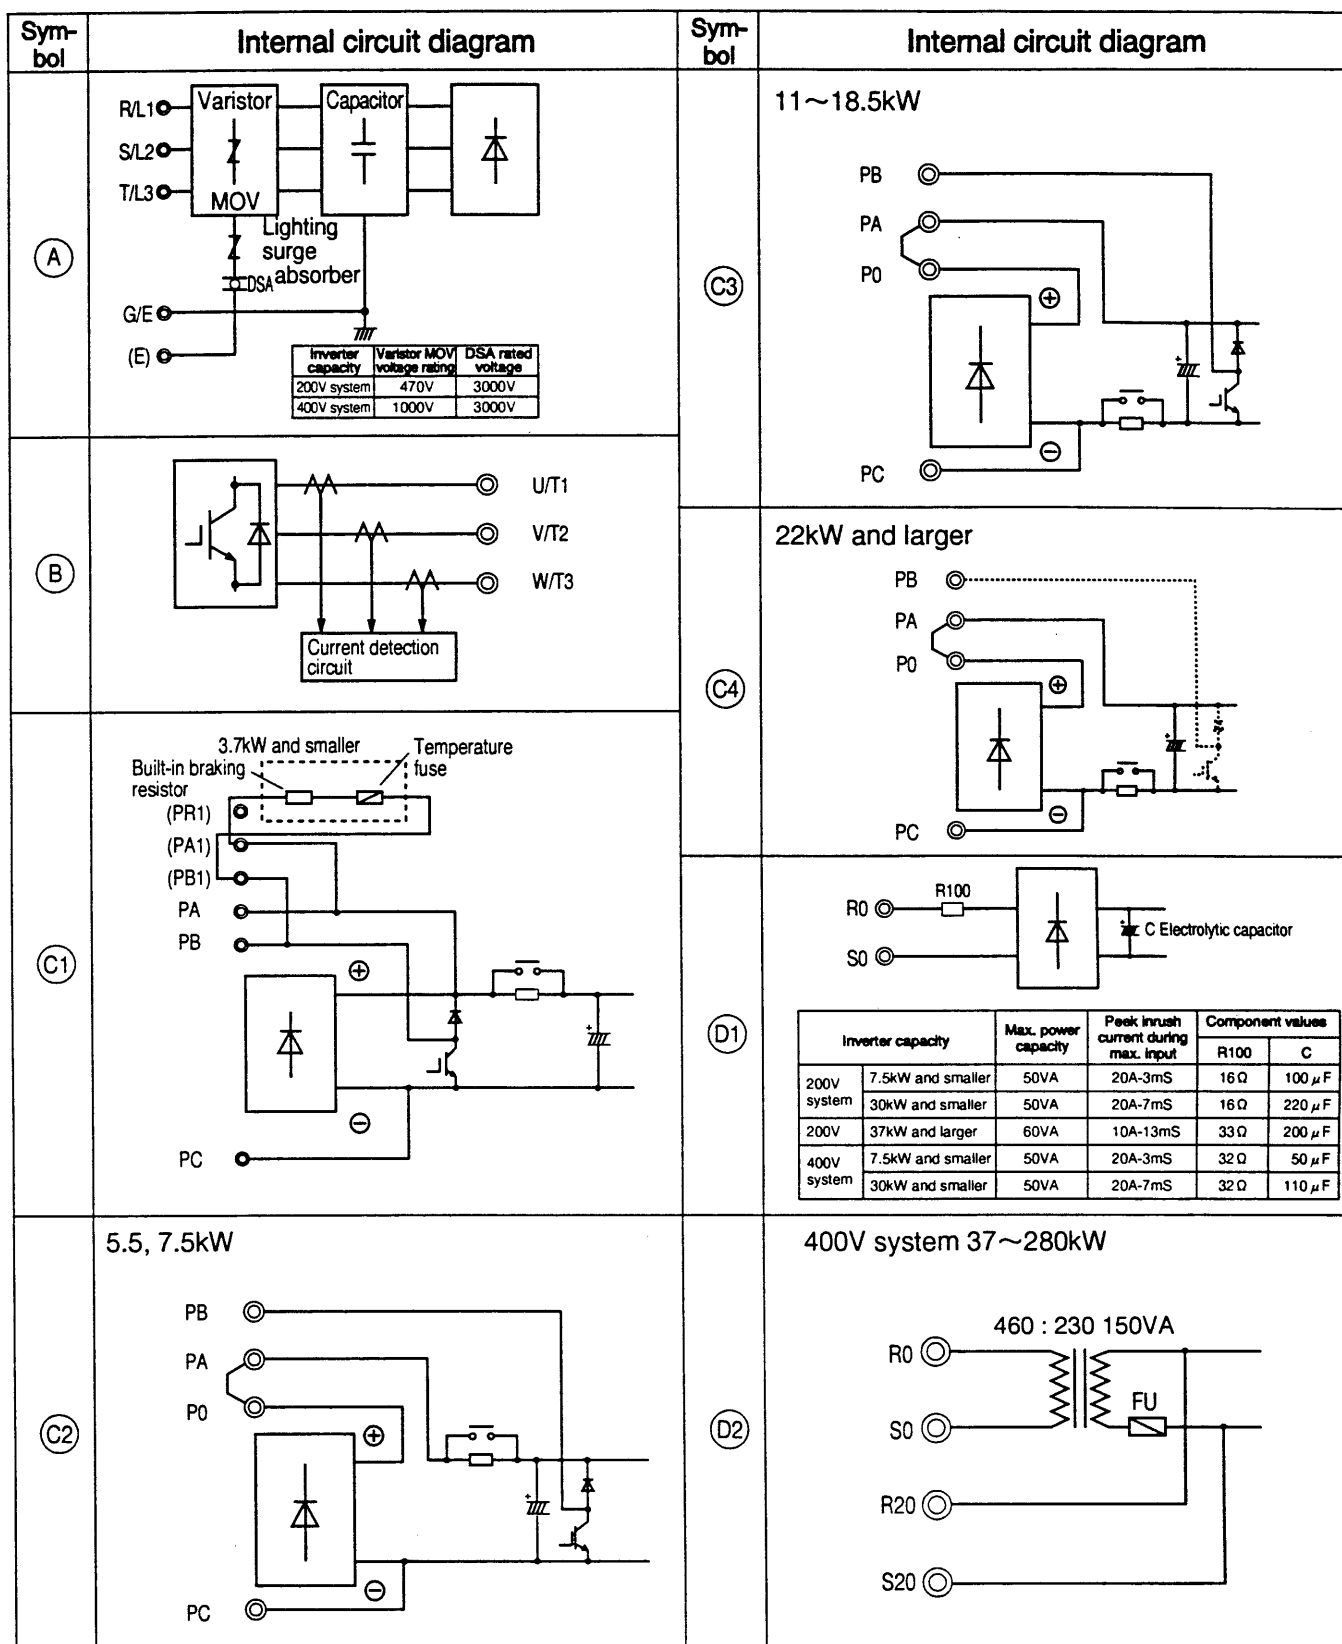 Sym-
bol
Internal circuit diagram
A
R/L1
S/L2
T/L3
Varistor
MOV
Capacitor
Lighting
surge
absorber
DSA
G/E
(E)
Inverter capacity Varistor MOV voltage rating DSA rated voltage
200V system 470V 3000V
400V system 1000V 3000V
B
U/T1
V/T2
W/T3
Current detection
circuit
C1
3.7kW and smaller
Built-in braking
resistor
Temperature
fuse
(PR1)
(PA1)
(PB1)
PA
PB
⊕
+
⊖
PC
C2
5.5, 7.5kW
PB
PA
P0
⊕
+
⊖
PC
Sym-
bol
Internal circuit diagram
C3
11~18.5kW
PB
PA
P0
⊕
+
⊖
PC
C4
22kW and larger
PB
PA
P0
⊕
+
⊖
PC
D1
R0
R100
S0
+
C Electrolytic capacitor
Inverter capacity Max. power capacity Peek inrush current during max. input Component values
R100 C
200V system 7.5kW and smaller 50VA 20A-3mS 16Ω 100μF
30kW and smaller 50VA 20A-7mS 16Ω 220μF
200V 37kW and larger 60VA 10A-13mS 33Ω 200μF
400V system 7.5kW and smaller 50VA 20A-3mS 32Ω 50μF
30kW and smaller 50VA 20A-7mS 32Ω 110μF
D2
400V system 37~280kW
460 : 230 150VA
R0
FU
S0
R20
S20